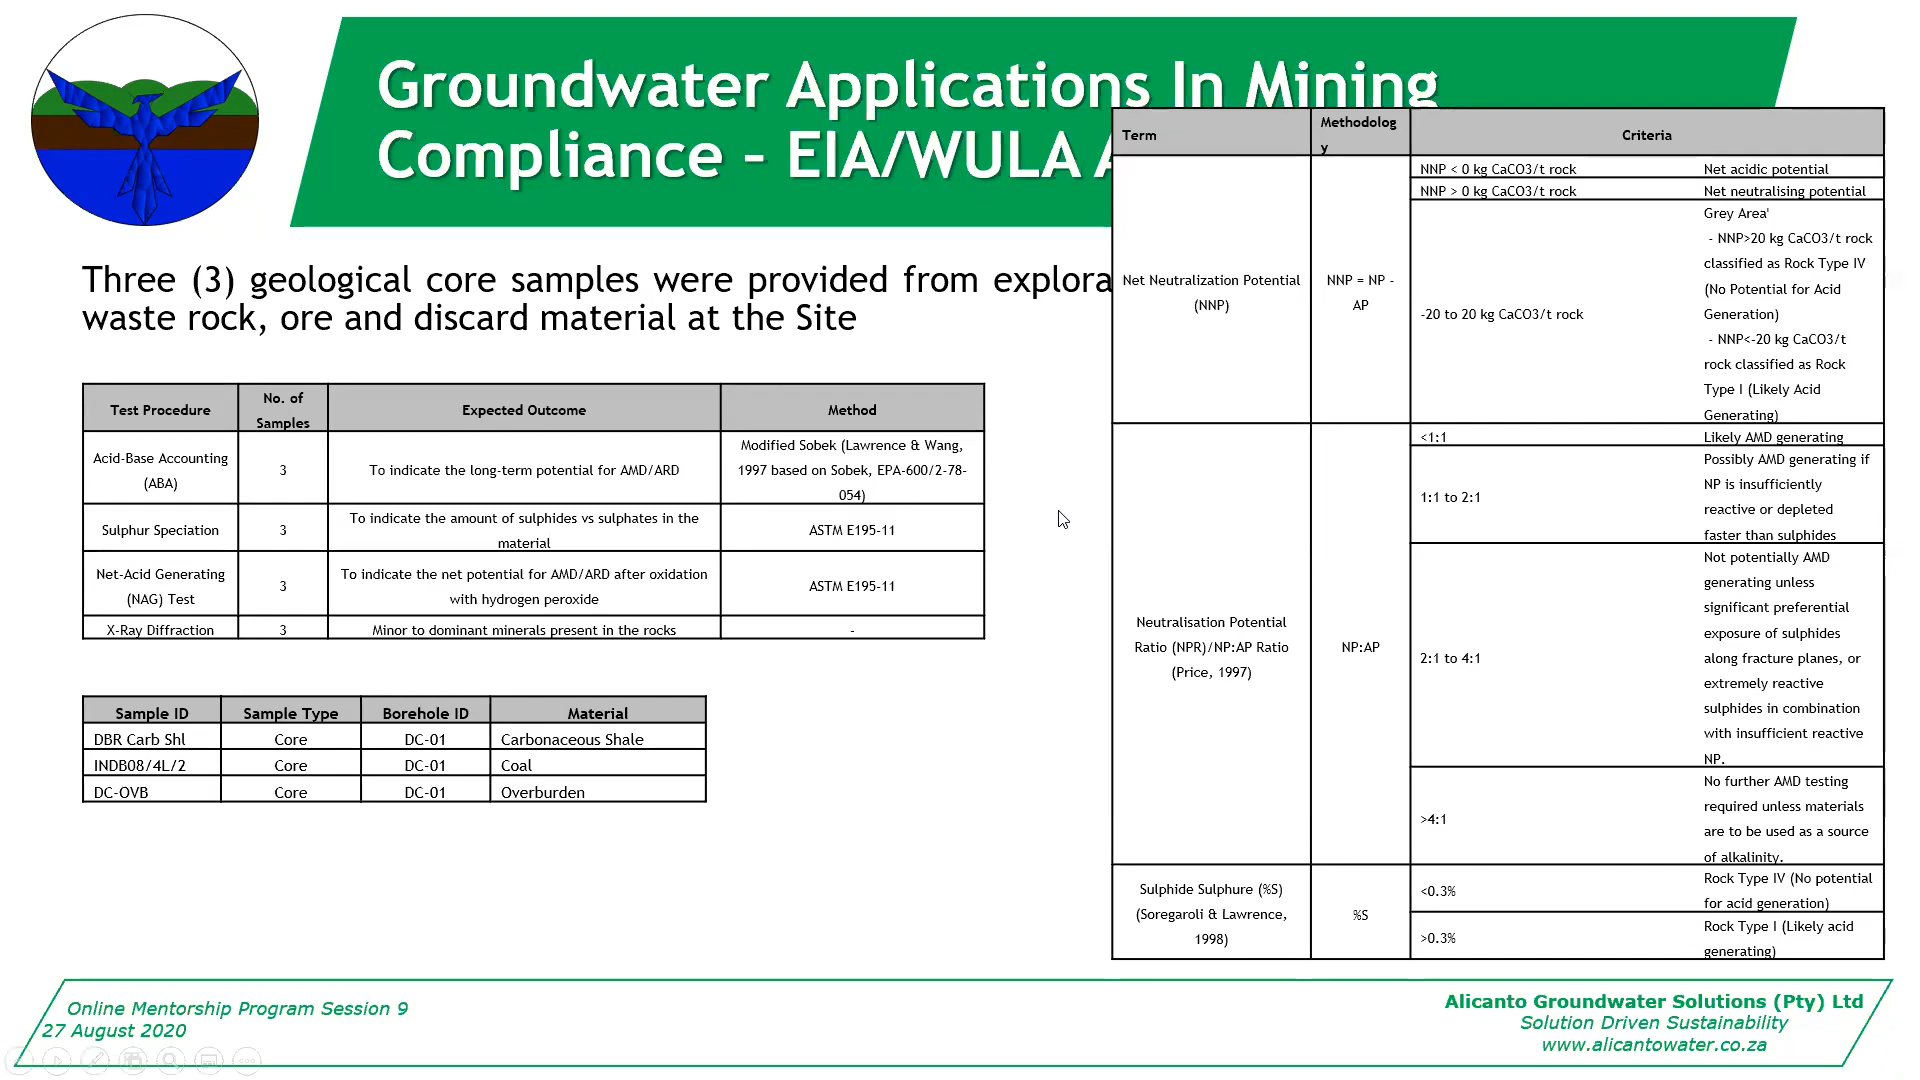 Groundwater Applications In Mining
Compliance – EIA/WULA
Three (3) geological core samples were provided from
waste rock, ore and discard material at the Site
Test Procedure
No. of
Samples
Expected Outcome
Method
Acid-Base Accounting
(ABA)
3
To indicate the long-term potential for AMD/ARD
Modified Sobek (Lawrence & Wang,
1997 based on Sobek, EPA-600/2-78-
054)
Sulphur Speciation
3
To indicate the amount of sulphides vs sulphates in the
material
ASTM E195-11
Net-Acid Generating
(NAG) Test
3
To indicate the net potential for AMD/ARD after oxidation
with hydrogen peroxide
ASTM E195-11
X-Ray Diffraction
3
Minor to dominant minerals present in the rocks
-
Sample ID
Sample Type
Borehole ID
Material
DBR Carb Shl
Core
DC-01
Carbonaceous Shale
INDB08/4L/2
Core
DC-01
Coal
DC-OVB
Core
DC-01
Overburden
Term
Methodolog
y
Criteria
Net Neutralization Potential
(NNP)
NNP = NP -
AP
NNP < 0 kg CaCO3/t rock
Net acidic potential
NNP > 0 kg CaCO3/t rock
Net neutralising potential
-20 to 20 kg CaCO3/t rock
Grey Area'
- NNP>20 kg CaCO3/t rock
classified as Rock Type IV
(No Potential for Acid
Generation)
- NNP<-20 kg CaCO3/t
rock classified as Rock
Type I (Likely Acid
Generating)
Neutralisation Potential
Ratio (NPR)/NP:AP Ratio
(Price, 1997)
NP:AP
<1:1
Likely AMD generating
1:1 to 2:1
Possibly AMD generating if
NP is insufficiently
reactive or depleted
faster than sulphides
2:1 to 4:1
Not potentially AMD
generating unless
significant preferential
exposure of sulphides
along fracture planes, or
extremely reactive
sulphides in combination
with insufficient reactive
NP.
>4:1
No further AMD testing
required unless materials
are to be used as a source
of alkalinity.
Sulphide Sulphure (%S)
(Soregaroli & Lawrence,
1998)
%S
<0.3%
Rock Type IV (No potential
for acid generation)
>0.3%
Rock Type I (Likely acid
generating)
Online Mentorship Program Session 9
27 August 2020
Alicanto Groundwater Solutions (Pty) Ltd
Solution Driven Sustainability
www.alicantowater.co.za